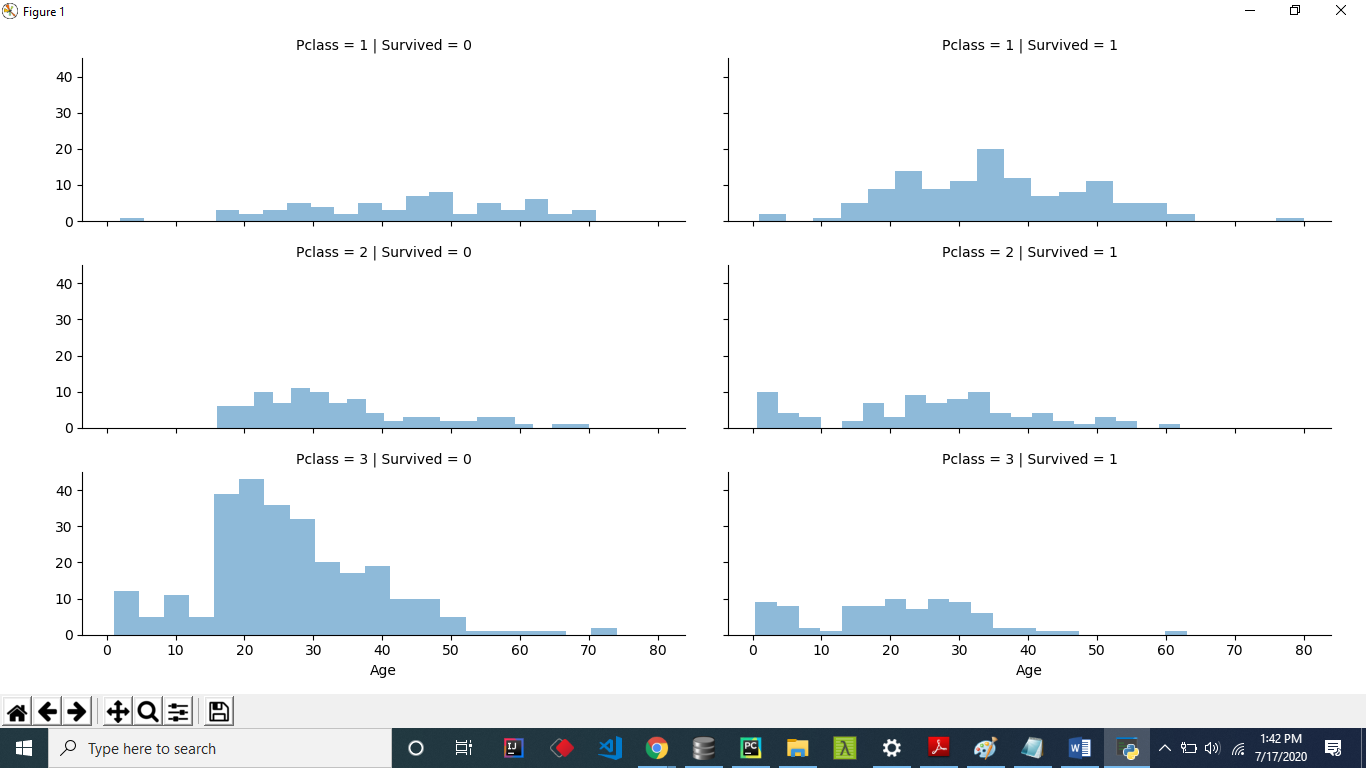 Figure 1
Pclass = 1 | Survived = 0
Pclass = 1 | Survived = 1
40
30
20
10
0
Pclass = 2 | Survived = 0
Pclass = 2 | Survived = 1
40
30
20
10
0
Pclass = 3 | Survived = 0
Pclass = 3 | Survived = 1
40
30
20
10
0
0 10 20 30 40 50 60 70 80
0 10 20 30 40 50 60 70 80
Age
Age
Type here to search
IJ
PC
λ
W
1:42 PM
7/17/2020